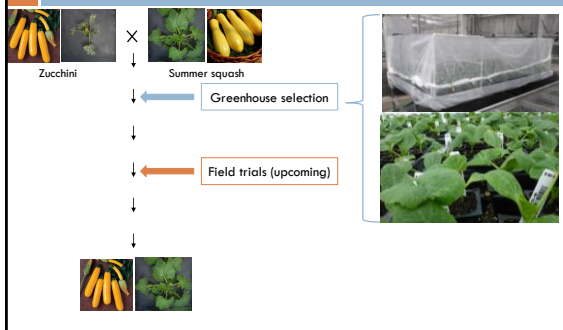 X
Zucchini
Summer squash
Greenhouse selection
Field trials (upcoming)